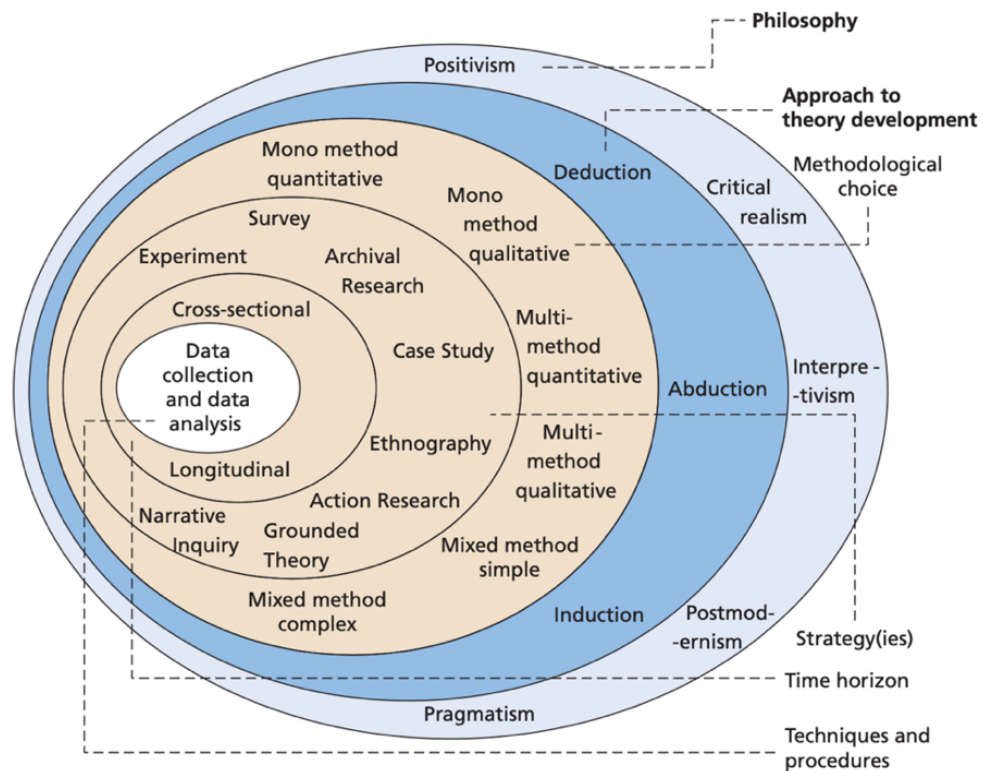 Philosophy
Positivism
Approach to
theory development
Deduction
Methodological
choice
Critical
realism
Mono method
quantitative
Mono
method
qualitative
Survey
Experiment
Archival
Research
Cross-sectional
Multi-
method
quantitative
Data
collection
and data
analysis
Case Study
Abduction
Interpre -
-tivism
Ethnography
Multi-
method
qualitative
Longitudinal
Action Research
Narrative
Inquiry
Grounded
Theory
Mixed method
simple
Mixed method
complex
Induction
Postmod-
-ernism
Strategy(ies)
Time horizon
Pragmatism
Techniques and
procedures